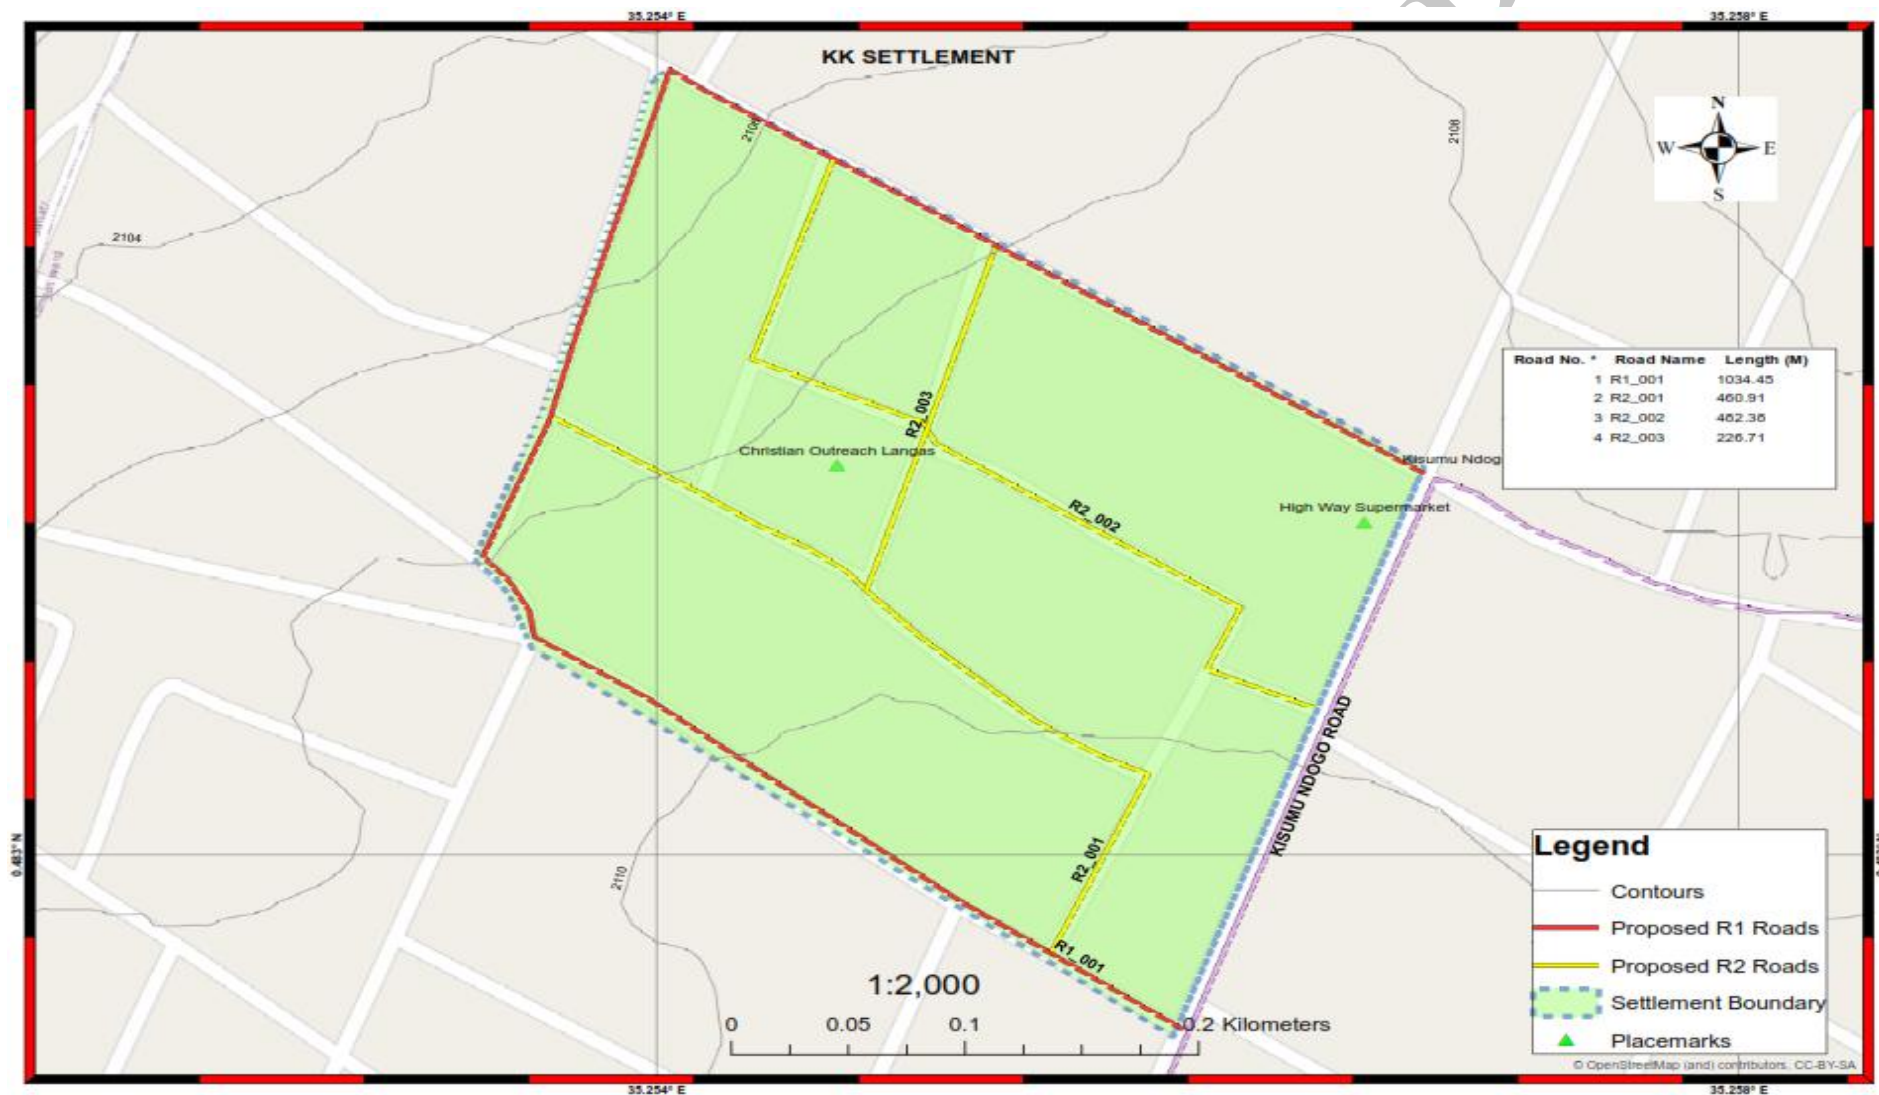 35.254° E
35.258° E
KK SETTLEMENT
N
W E
S
2106
2108
2104
Road No. * Road Name Length (M)
1 R1_001 1034.45
2 R2_001 460.91
3 R2_002 462.36
4 R2_003 226.71
R2_003
Christian Outreach Langas
Kisumu Ndog
High Way Supermarket
R2_002
KISUMU NDOGO ROAD
0.483° N
Legend
R2_001
2110
Contours
Proposed R1 Roads
R1_001
Proposed R2 Roads
1:2,000
Settlement Boundary
0 0.05 0.1 0.2 Kilometers
Placemarks
© OpenStreetMap (and) contributors, CC-BY-SA
35.254° E
35.258° E